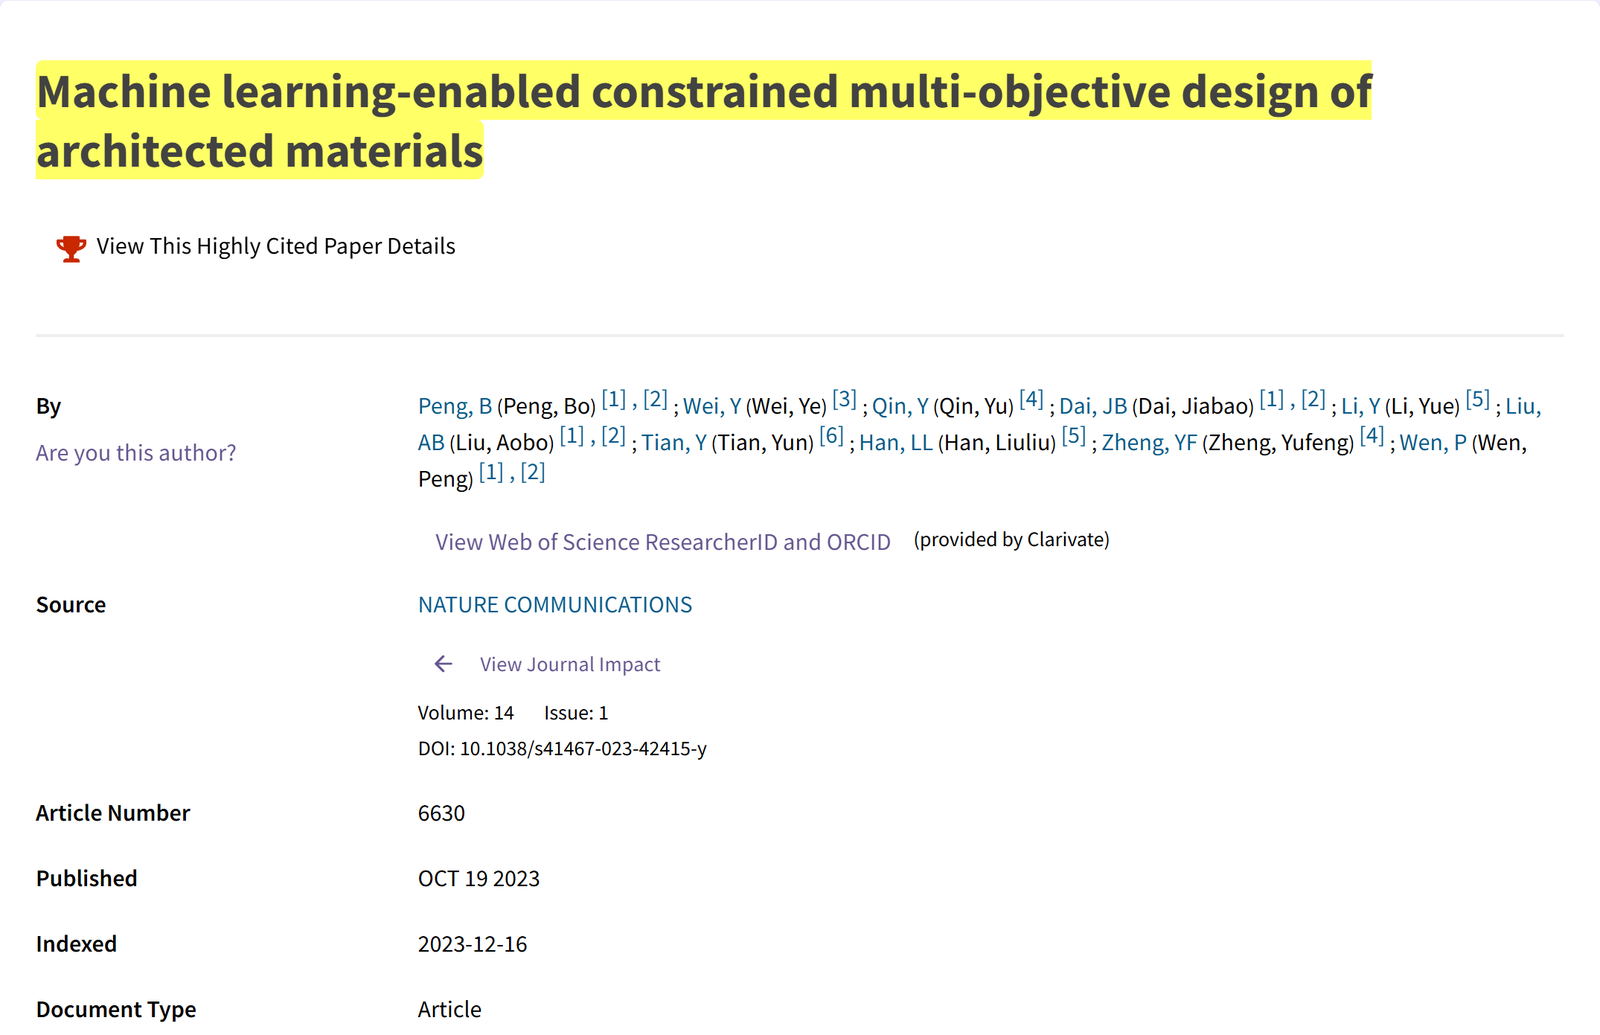 Machine learning-enabled constrained multi-objective design of
architected materials
View This Highly Cited Paper Details
By
Peng, B (Peng, Bo) [1] , [2] ; Wei, Y (Wei, Ye) [3] ; Qin, Y (Qin, Yu) [4] ; Dai, JB (Dai, Jiabao) [1] , [2] ; Li, Y (Li, Yue) [5] ; Liu,
AB (Liu, Aobo) [1] , [2] ; Tian, Y (Tian, Yun) [6] ; Han, LL (Han, Liuliu) [5] ; Zheng, YF (Zheng, Yufeng) [4] ; Wen, P (Wen,
Peng) [1] , [2]
Are you this author?
View Web of Science ResearcherID and ORCID (provided by Clarivate)
Source
NATURE COMMUNICATIONS
View Journal Impact
Volume: 14 Issue: 1
DOI: 10.1038/s41467-023-42415-y
Article Number
6630
Published
OCT 19 2023
Indexed
2023-12-16
Document Type
Article